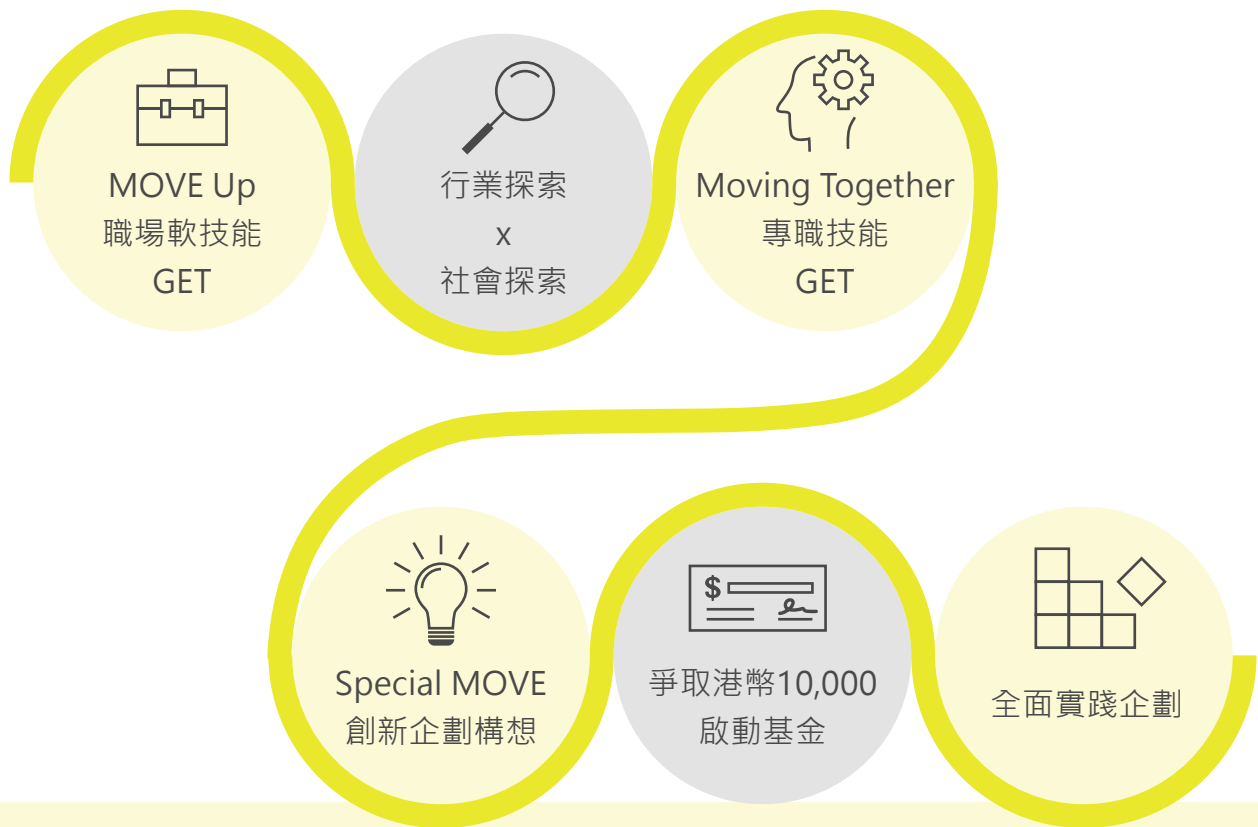 MOVE Up
職場軟技能
GET
行業探索
x
社會探索
Moving Together
專職技能
GET
Special MOVE
創新企劃構想
$
爭取港幣10,000
啟動基金
全面實踐企劃